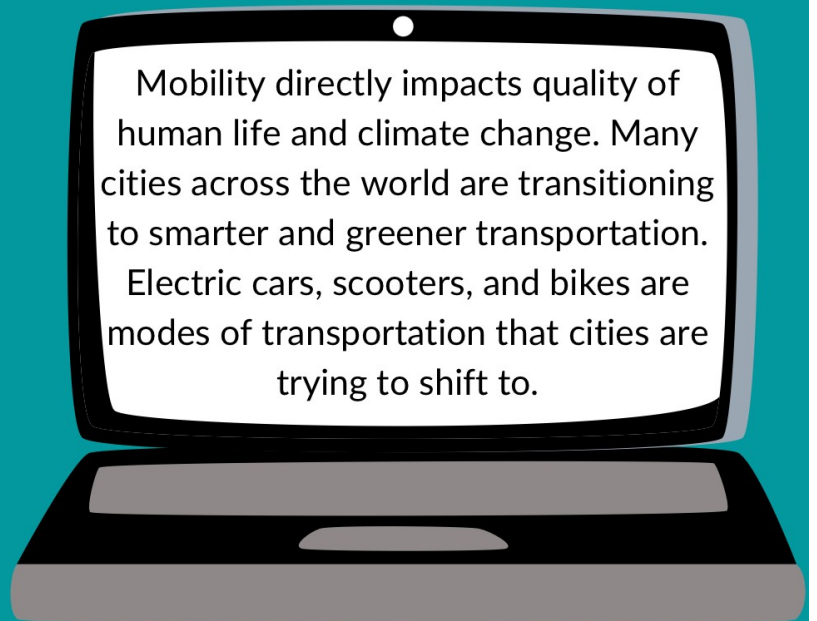 Mobility directly impacts quality of
human life and climate change. Many
cities across the world are transitioning
to smarter and greener transportation.
Electric cars, scooters, and bikes are
modes of transportation that cities are
trying to shift to.